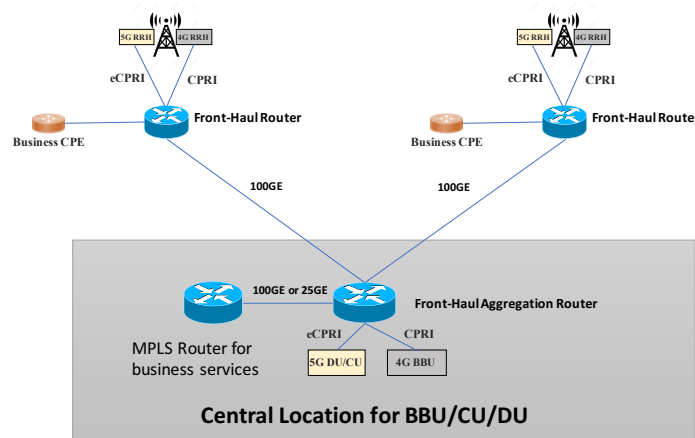 5G RRH
4G RRH
5G RRH
4G RRH
eCPRI
CPRI
eCPRI
CPRI
Front-Haul Router
Front-Haul Route
Business CPE
Business CPE
100GE
100GE
100GE or 25GE
Front-Haul Aggregation Router
eCPRI
CPRI
MPLS Router for
business services
5G DU/CU
4G BBU
Central Location for BBU/CU/DU